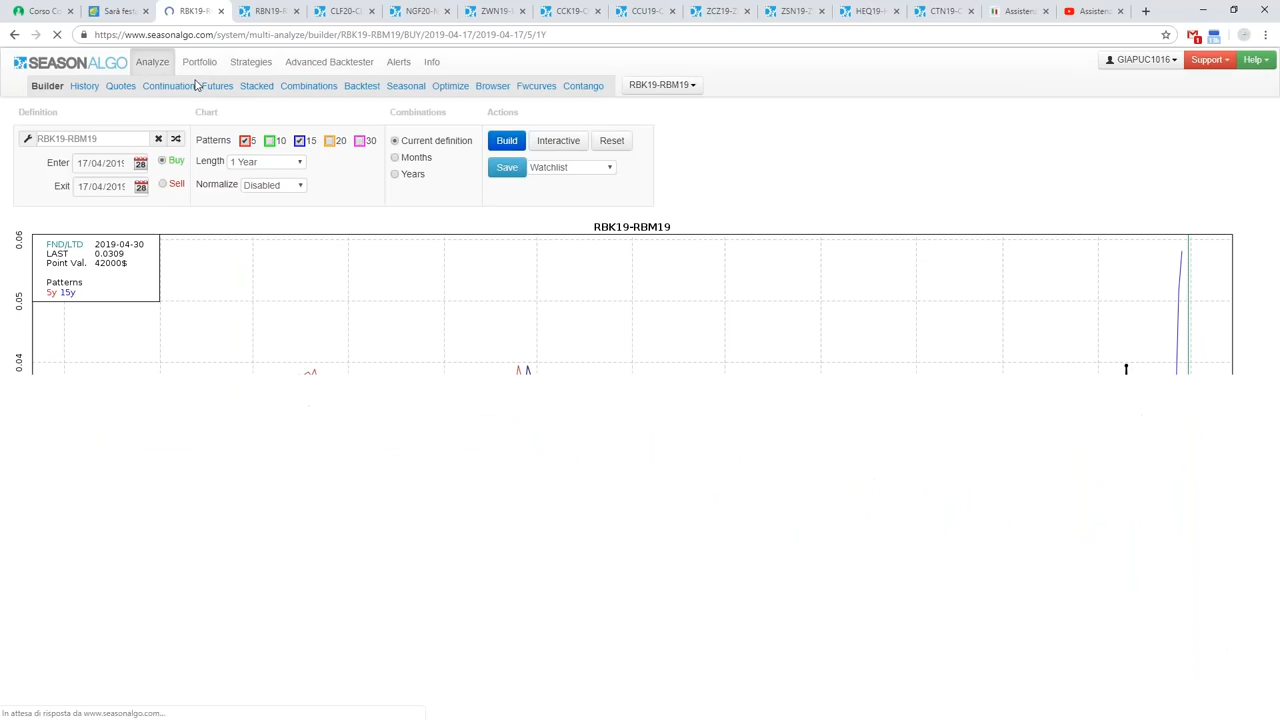 Corso Co
Sarà fest
RBK19-R
RBN19-R
CLF20-CL
NGF20-N
ZWN19-
CCK19-C
CCU19-C
ZCZ19-Z
ZSN19-Z
HEQ19-H
CTN19-C
Assisten
Assisten
https://www.seasonalgo.com/system/multi-analyze/builder/RBK19-RBM19/BUY/2019-04-17/2019-04-17/5/1Y
SEASONALGO
Analyze
Portfolio
Strategies
Advanced Backtester
Alerts
Info
GIAPUC1016
Support
Help
Builder
History
Quotes
Continuation
Futures
Stacked
Combinations
Backtest
Seasonal
Optimize
Browser
Fwcurves
Contango
RBK19-RBM19
Definition
Chart
Combinations
Actions
RBK19-RBM19
Enter 17/04/2019
28
Buy
Exit 17/04/2019
28
Sell
Patterns 5 10 15 20 30
Length 1 Year
Normalize Disabled
Current definition
Months
Years
Build
Interactive
Reset
Save
Watchlist
RBK19-RBM19
0.06
0.05
0.04
FND/LTD 2019-04-30
LAST 0.0309
Point Val. 42000$
Patterns
5y 15y
In attesa di risposta da www.seasonalgo.com...